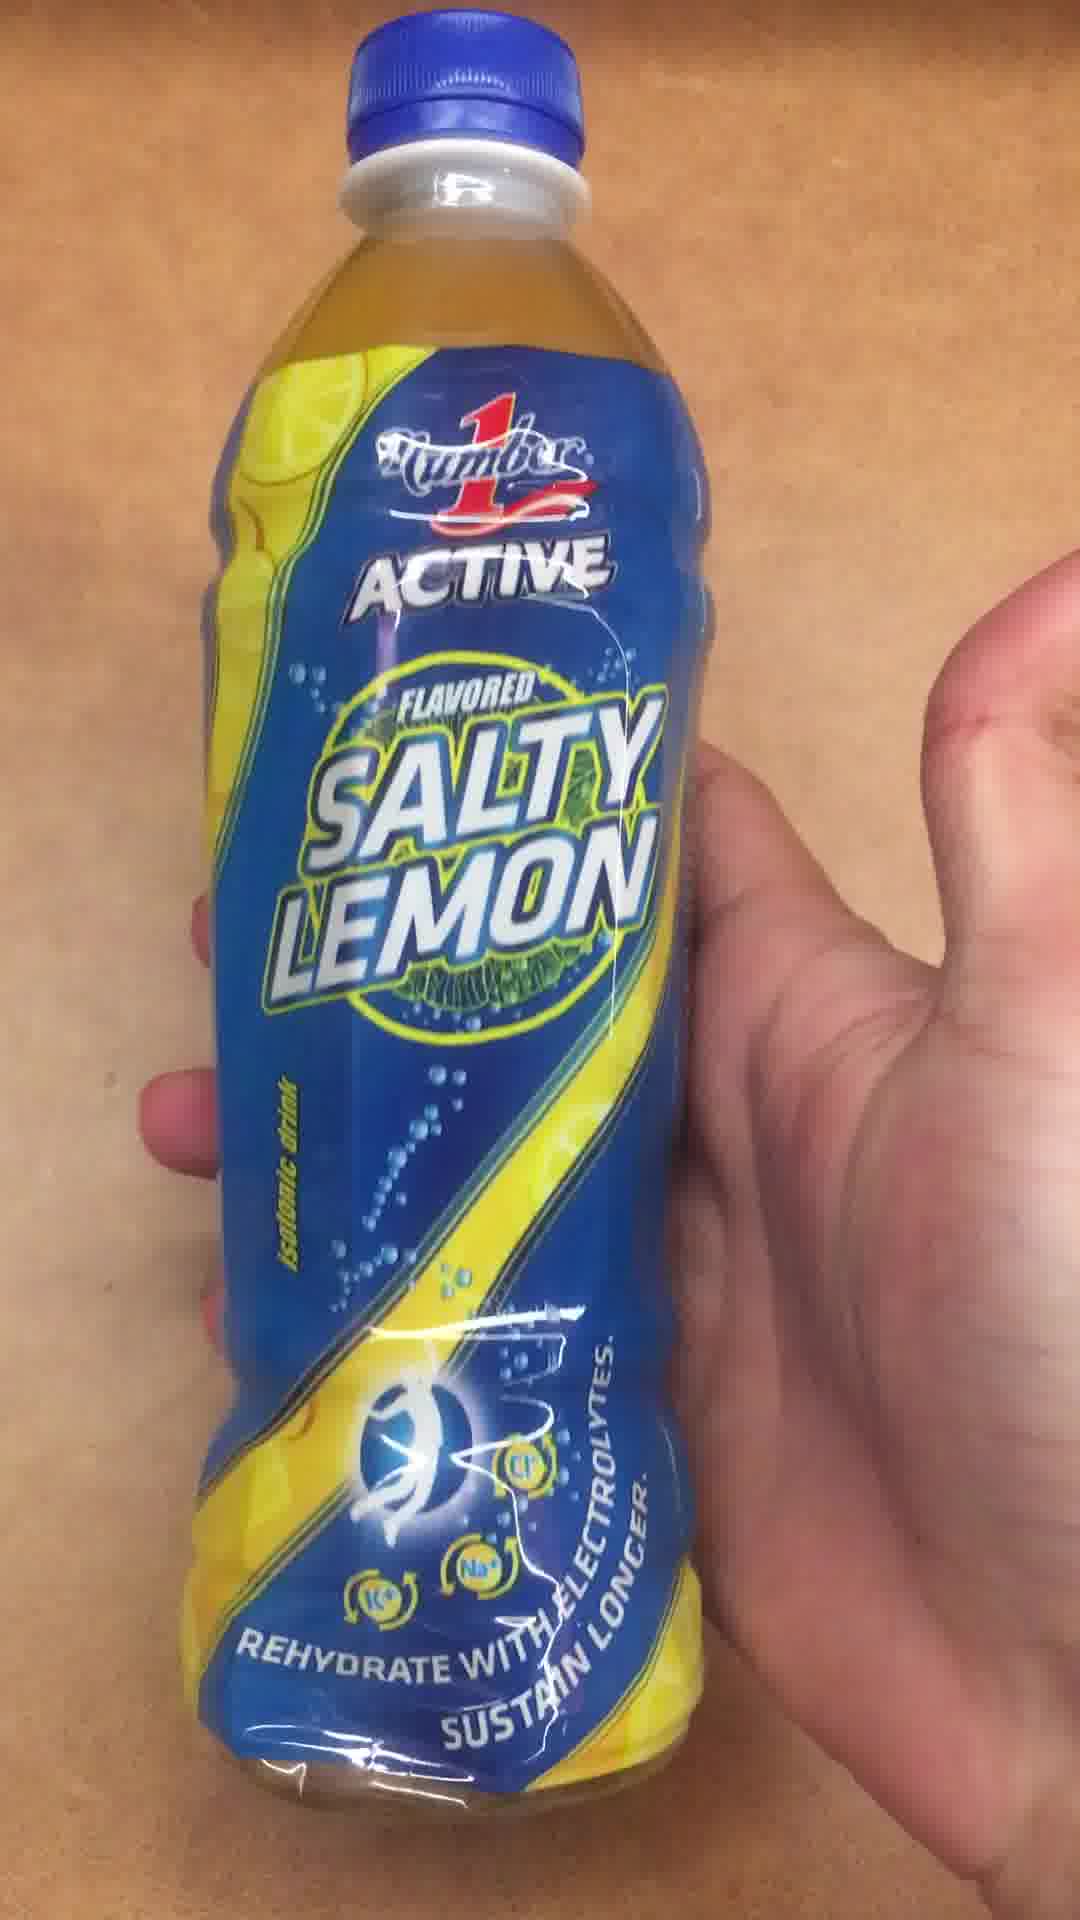 Number 1
ACTIVE
FLAVORED
SALTY
LEMON
isotonic drink
Cl-
Na+
K+
REHYDRATE WITH ELECTROLYTES.
SUSTAIN LONGER.